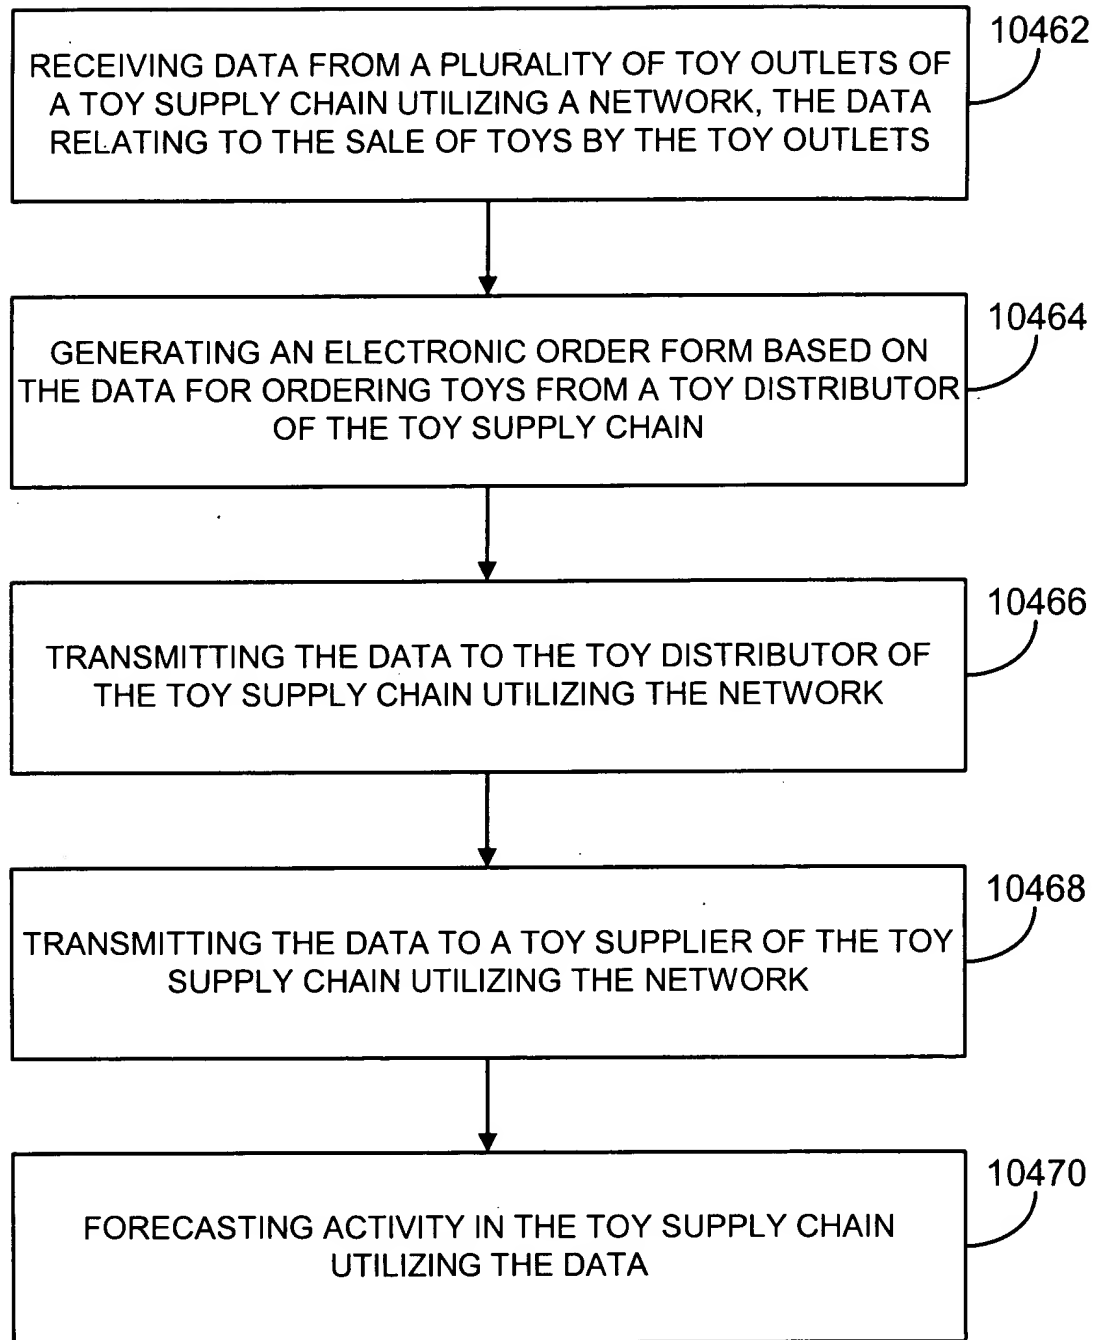 10462
RECEIVING DATA FROM A PLURALITY OF TOY OUTLETS OF
A TOY SUPPLY CHAIN UTILIZING A NETWORK, THE DATA
RELATING TO THE SALE OF TOYS BY THE TOY OUTLETS
10464
GENERATING AN ELECTRONIC ORDER FORM BASED ON
THE DATA FOR ORDERING TOYS FROM A TOY DISTRIBUTOR
OF THE TOY SUPPLY CHAIN
10466
TRANSMITTING THE DATA TO THE TOY DISTRIBUTOR OF
THE TOY SUPPLY CHAIN UTILIZING THE NETWORK
10468
TRANSMITTING THE DATA TO A TOY SUPPLIER OF THE TOY
SUPPLY CHAIN UTILIZING THE NETWORK
10470
FORECASTING ACTIVITY IN THE TOY SUPPLY CHAIN
UTILIZING THE DATA